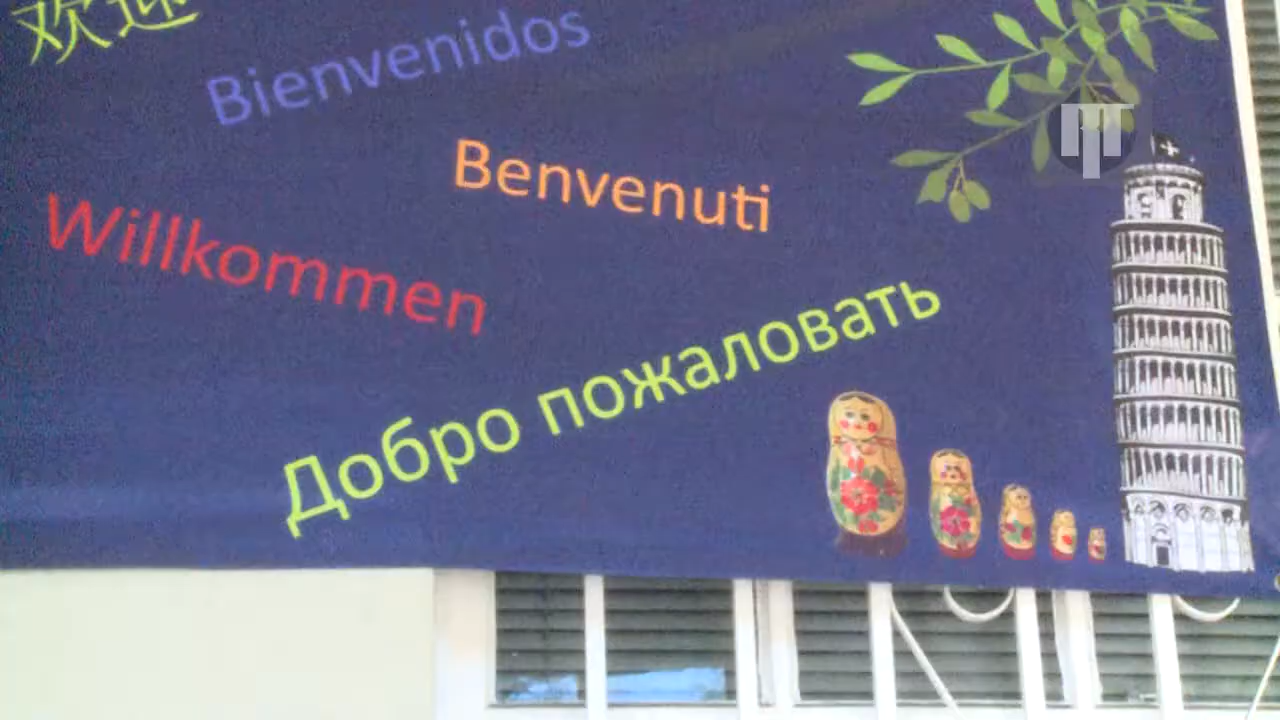 欢迎
Bienvenidos
Benvenuti
Willkommen
Добро пожаловать